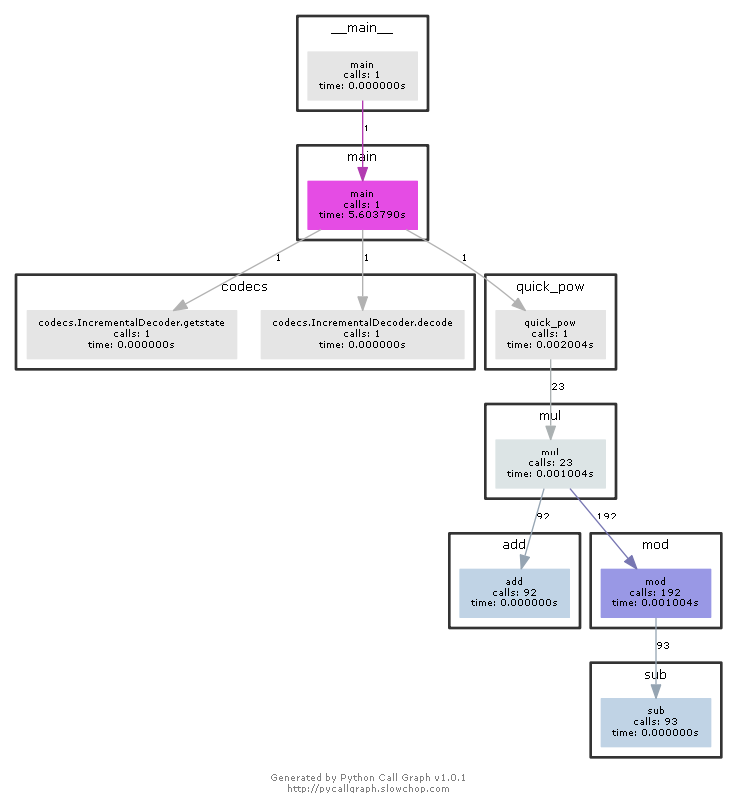 __main__
main
calls: 1
time: 0.000000s
1
main
main
calls: 1
time: 5.603790s
1
1
1
codecs
quick_pow
codecs.IncrementalDecoder.getstate
calls: 1
time: 0.000000s
codecs.IncrementalDecoder.decode
calls: 1
time: 0.000000s
quick_pow
calls: 1
time: 0.002004s
23
mul
mul
calls: 23
time: 0.001004s
92
192
add
mod
add
calls: 92
time: 0.000000s
mod
calls: 192
time: 0.001004s
93
sub
sub
calls: 93
time: 0.000000s
Generated by Python Call Graph v1.0.1
http://pycallgraph.slowchop.com